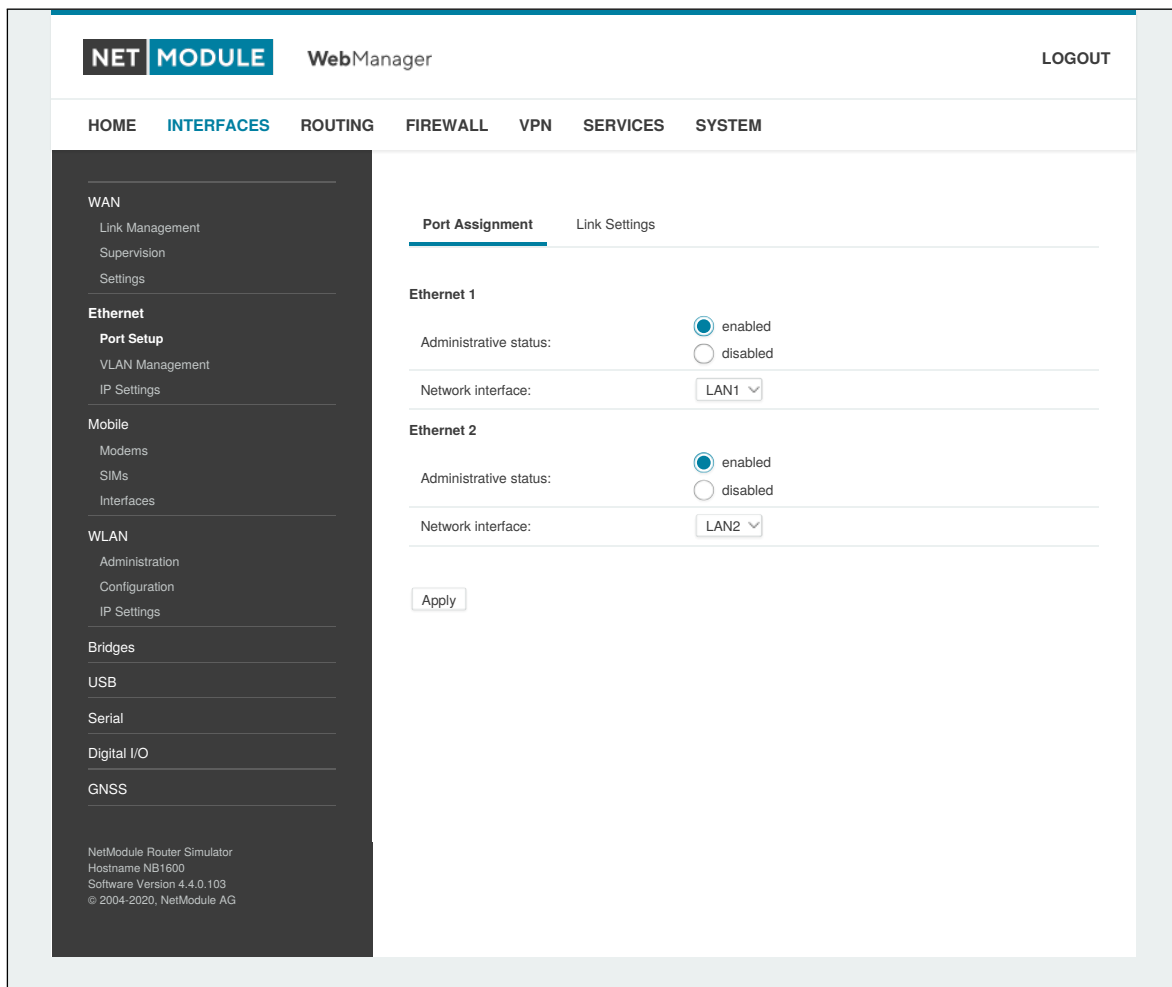 NET MODULE WebManager LOGOUT
HOME INTERFACES ROUTING FIREWALL VPN SERVICES SYSTEM
WAN
Link Management
Supervision
Settings
Ethernet
Port Setup
VLAN Management
IP Settings
Mobile
Modems
SIMs
Interfaces
WLAN
Administration
Configuration
IP Settings
Bridges
USB
Serial
Digital I/O
GNSS
NetModule Router Simulator
Hostname NB1600
Software Version 4.4.0.103
© 2004-2020, NetModule AG
Port Assignment Link Settings
Ethernet 1
Administrative status:
enabled
disabled
Network interface: LAN1
Ethernet 2
Administrative status:
enabled
disabled
Network interface: LAN2
Apply